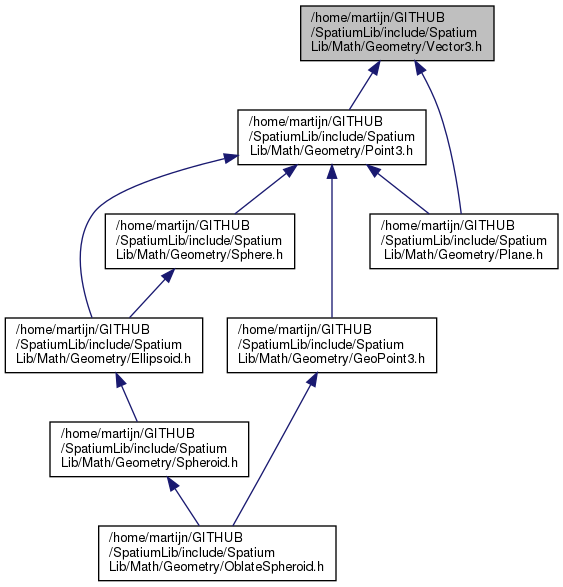 /home/martijn/GITHUB
/SpatiumLib/include/Spatium
Lib/Math/Geometry/Vector3.h
/home/martijn/GITHUB
/SpatiumLib/include/Spatium
Lib/Math/Geometry/Point3.h
/home/martijn/GITHUB
/SpatiumLib/include/Spatium
Lib/Math/Geometry/Sphere.h
/home/martijn/GITHUB
/SpatiumLib/include/Spatium
Lib/Math/Geometry/Plane.h
/home/martijn/GITHUB
/SpatiumLib/include/Spatium
Lib/Math/Geometry/Ellipsoid.h
/home/martijn/GITHUB
/SpatiumLib/include/Spatium
Lib/Math/Geometry/GeoPoint3.h
/home/martijn/GITHUB
/SpatiumLib/include/Spatium
Lib/Math/Geometry/Spheroid.h
/home/martijn/GITHUB
/SpatiumLib/include/Spatium
Lib/Math/Geometry/OblateSpheroid.h